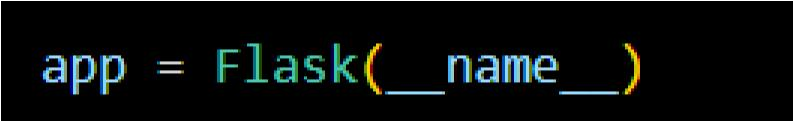 app = Flask(__name__)